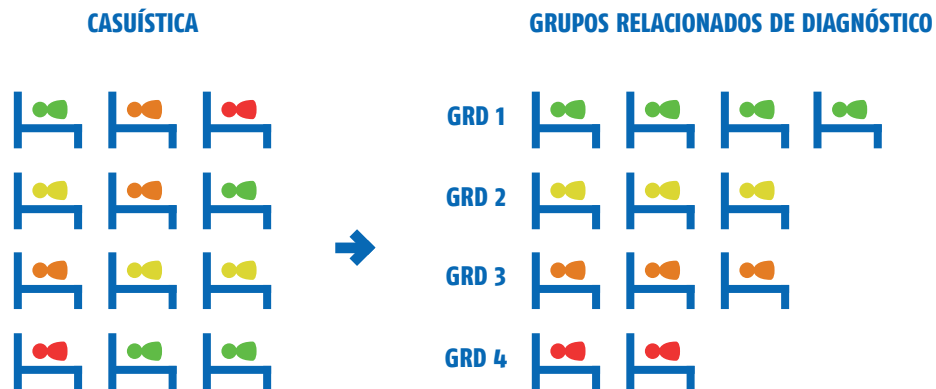 CASUÍSTICA
GRUPOS RELACIONADOS DE DIAGNÓSTICO
GRD 1
GRD 2
GRD 3
GRD 4